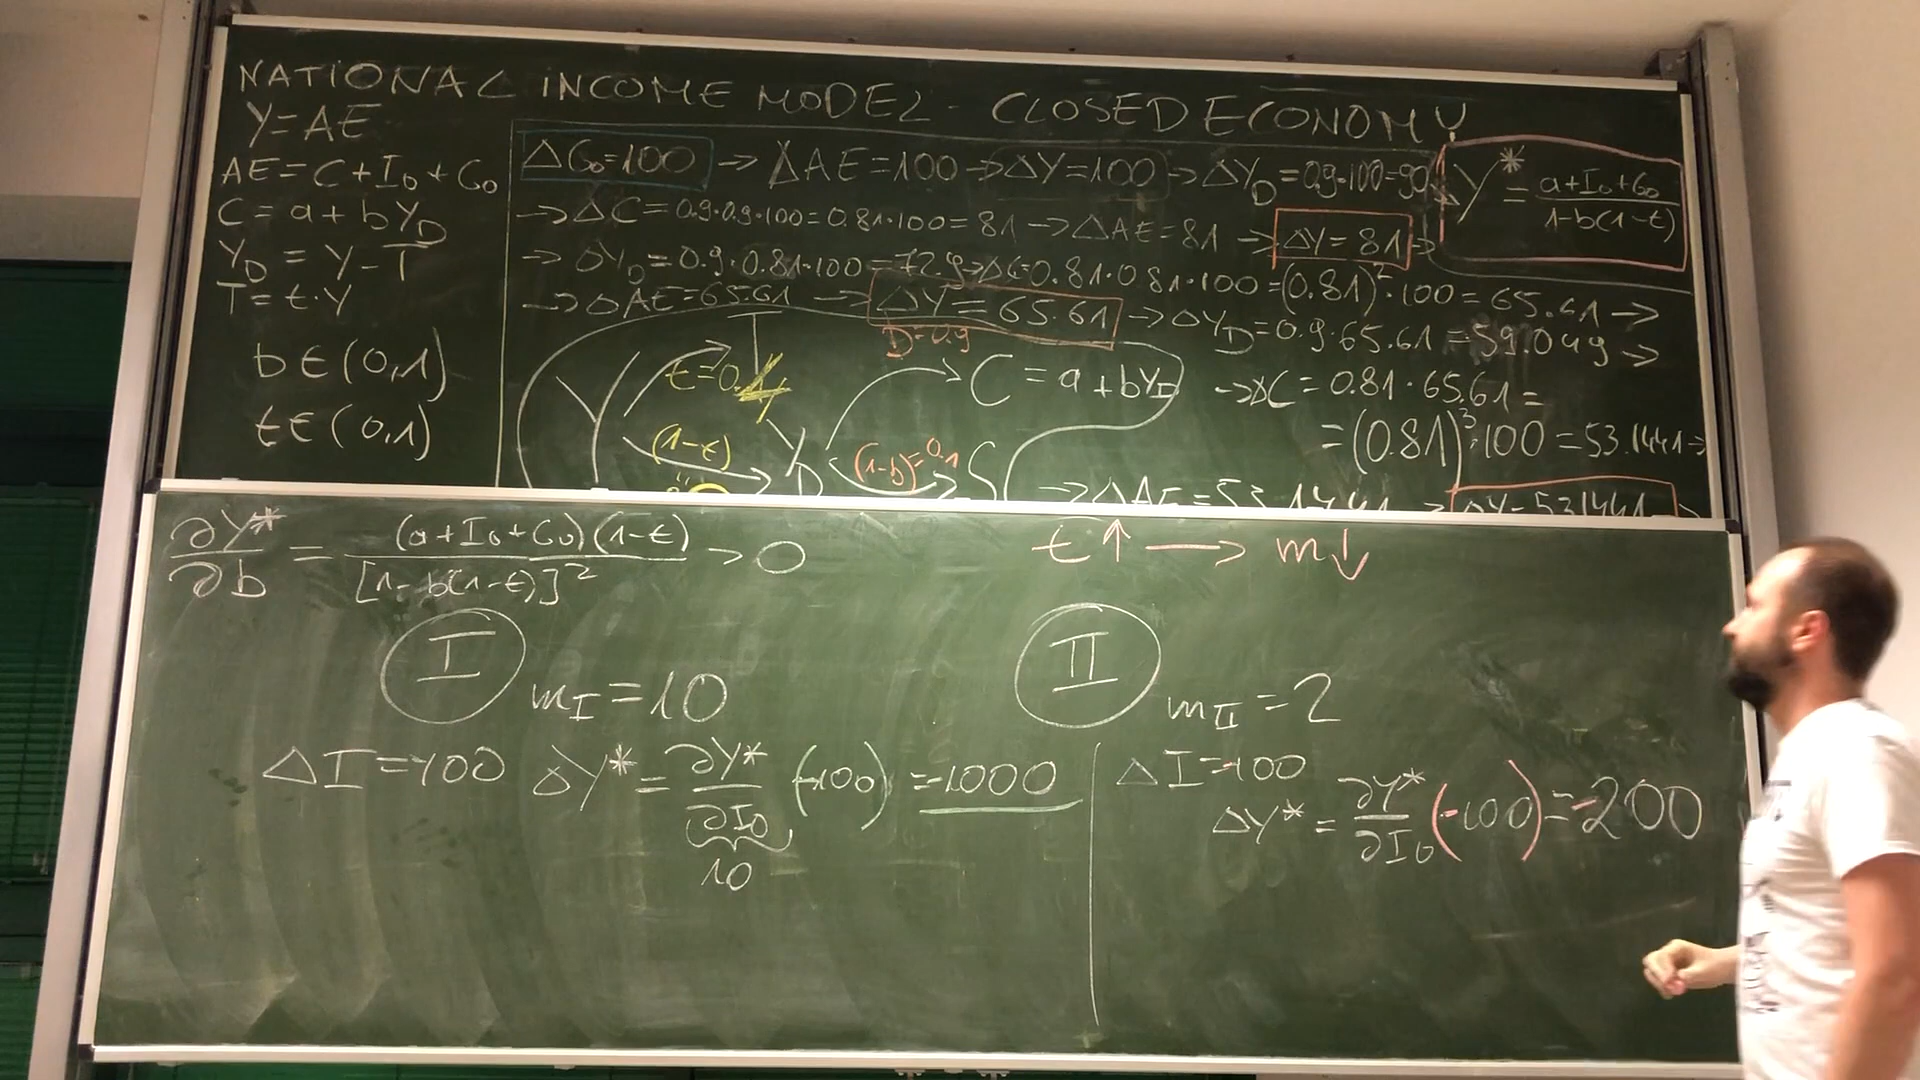 NATIONAL INCOME MODEL - CLOSED ECONOMY
Y=AE
AE=C+I₀+G₀
C=a+bY_D
Y_D=Y-T
T=t·Y
b∈(0,1)
t∈(0,1)
ΔG₀=100 → ΔAE=100 → ΔY=100 → ΔY_D=0.9·100=90
→ ΔC=0.9·0.9·100=0.81·100=81 → ΔAE=81 → ΔY=81 →
→ ΔY_D=0.9·0.81·100=72.9 → ΔC=0.81·0.81·100=(0.81)²·100=65.61 →
→ ΔAE=65.61 → ΔY=65.61 → ΔY_D=0.9·65.61=59.049 →
→ ΔC=0.81·65.61=
=(0.81)³·100=53.1441 →
→ ΔAE=53.1441 → ΔY=53.1441
Y*=(a+I₀+G₀)/(1-b(1-t))
b=0.9
T
Y
Y
Y_D
(1-t)
C=a+bY_D
(1-b)=0.1
S
∂Y*/∂b=(a+I₀+G₀)(1-t)/[1-b(1-t)]²>0
t↑ → m↓
I
m_I=10
ΔI=-100 ΔY*=∂Y*/∂I₀(-100)=-1000
10
II
m_II=2
ΔI=-100
ΔY*=∂Y*/∂I₀(-100)=-200